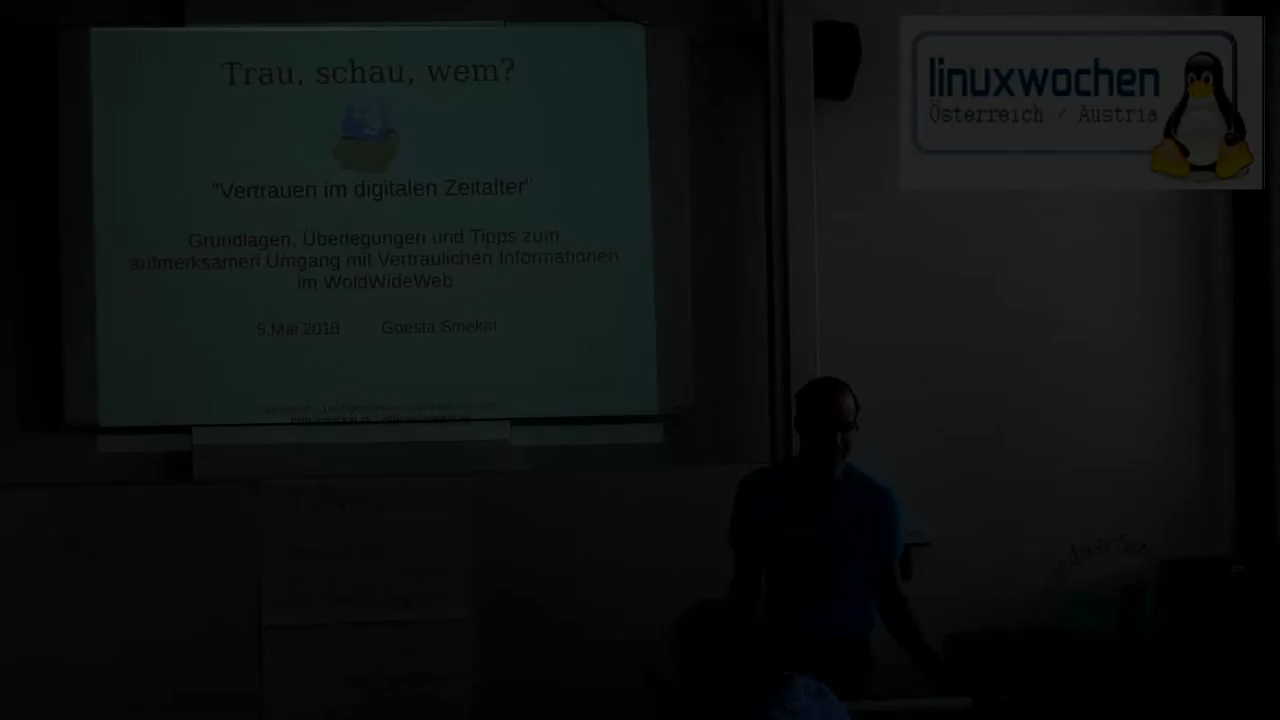 Trau, schau, wem?
"Vertrauen im digitalen Zeitalter"
Grundlagen, Überlegungen und Tipps zum
aufmerksamen Umgang mit Vertraulichen Informationen
im WoldWideWeb
5.Mai 2018 Goesta Smekal
linuxwochen
Österreich / Austria